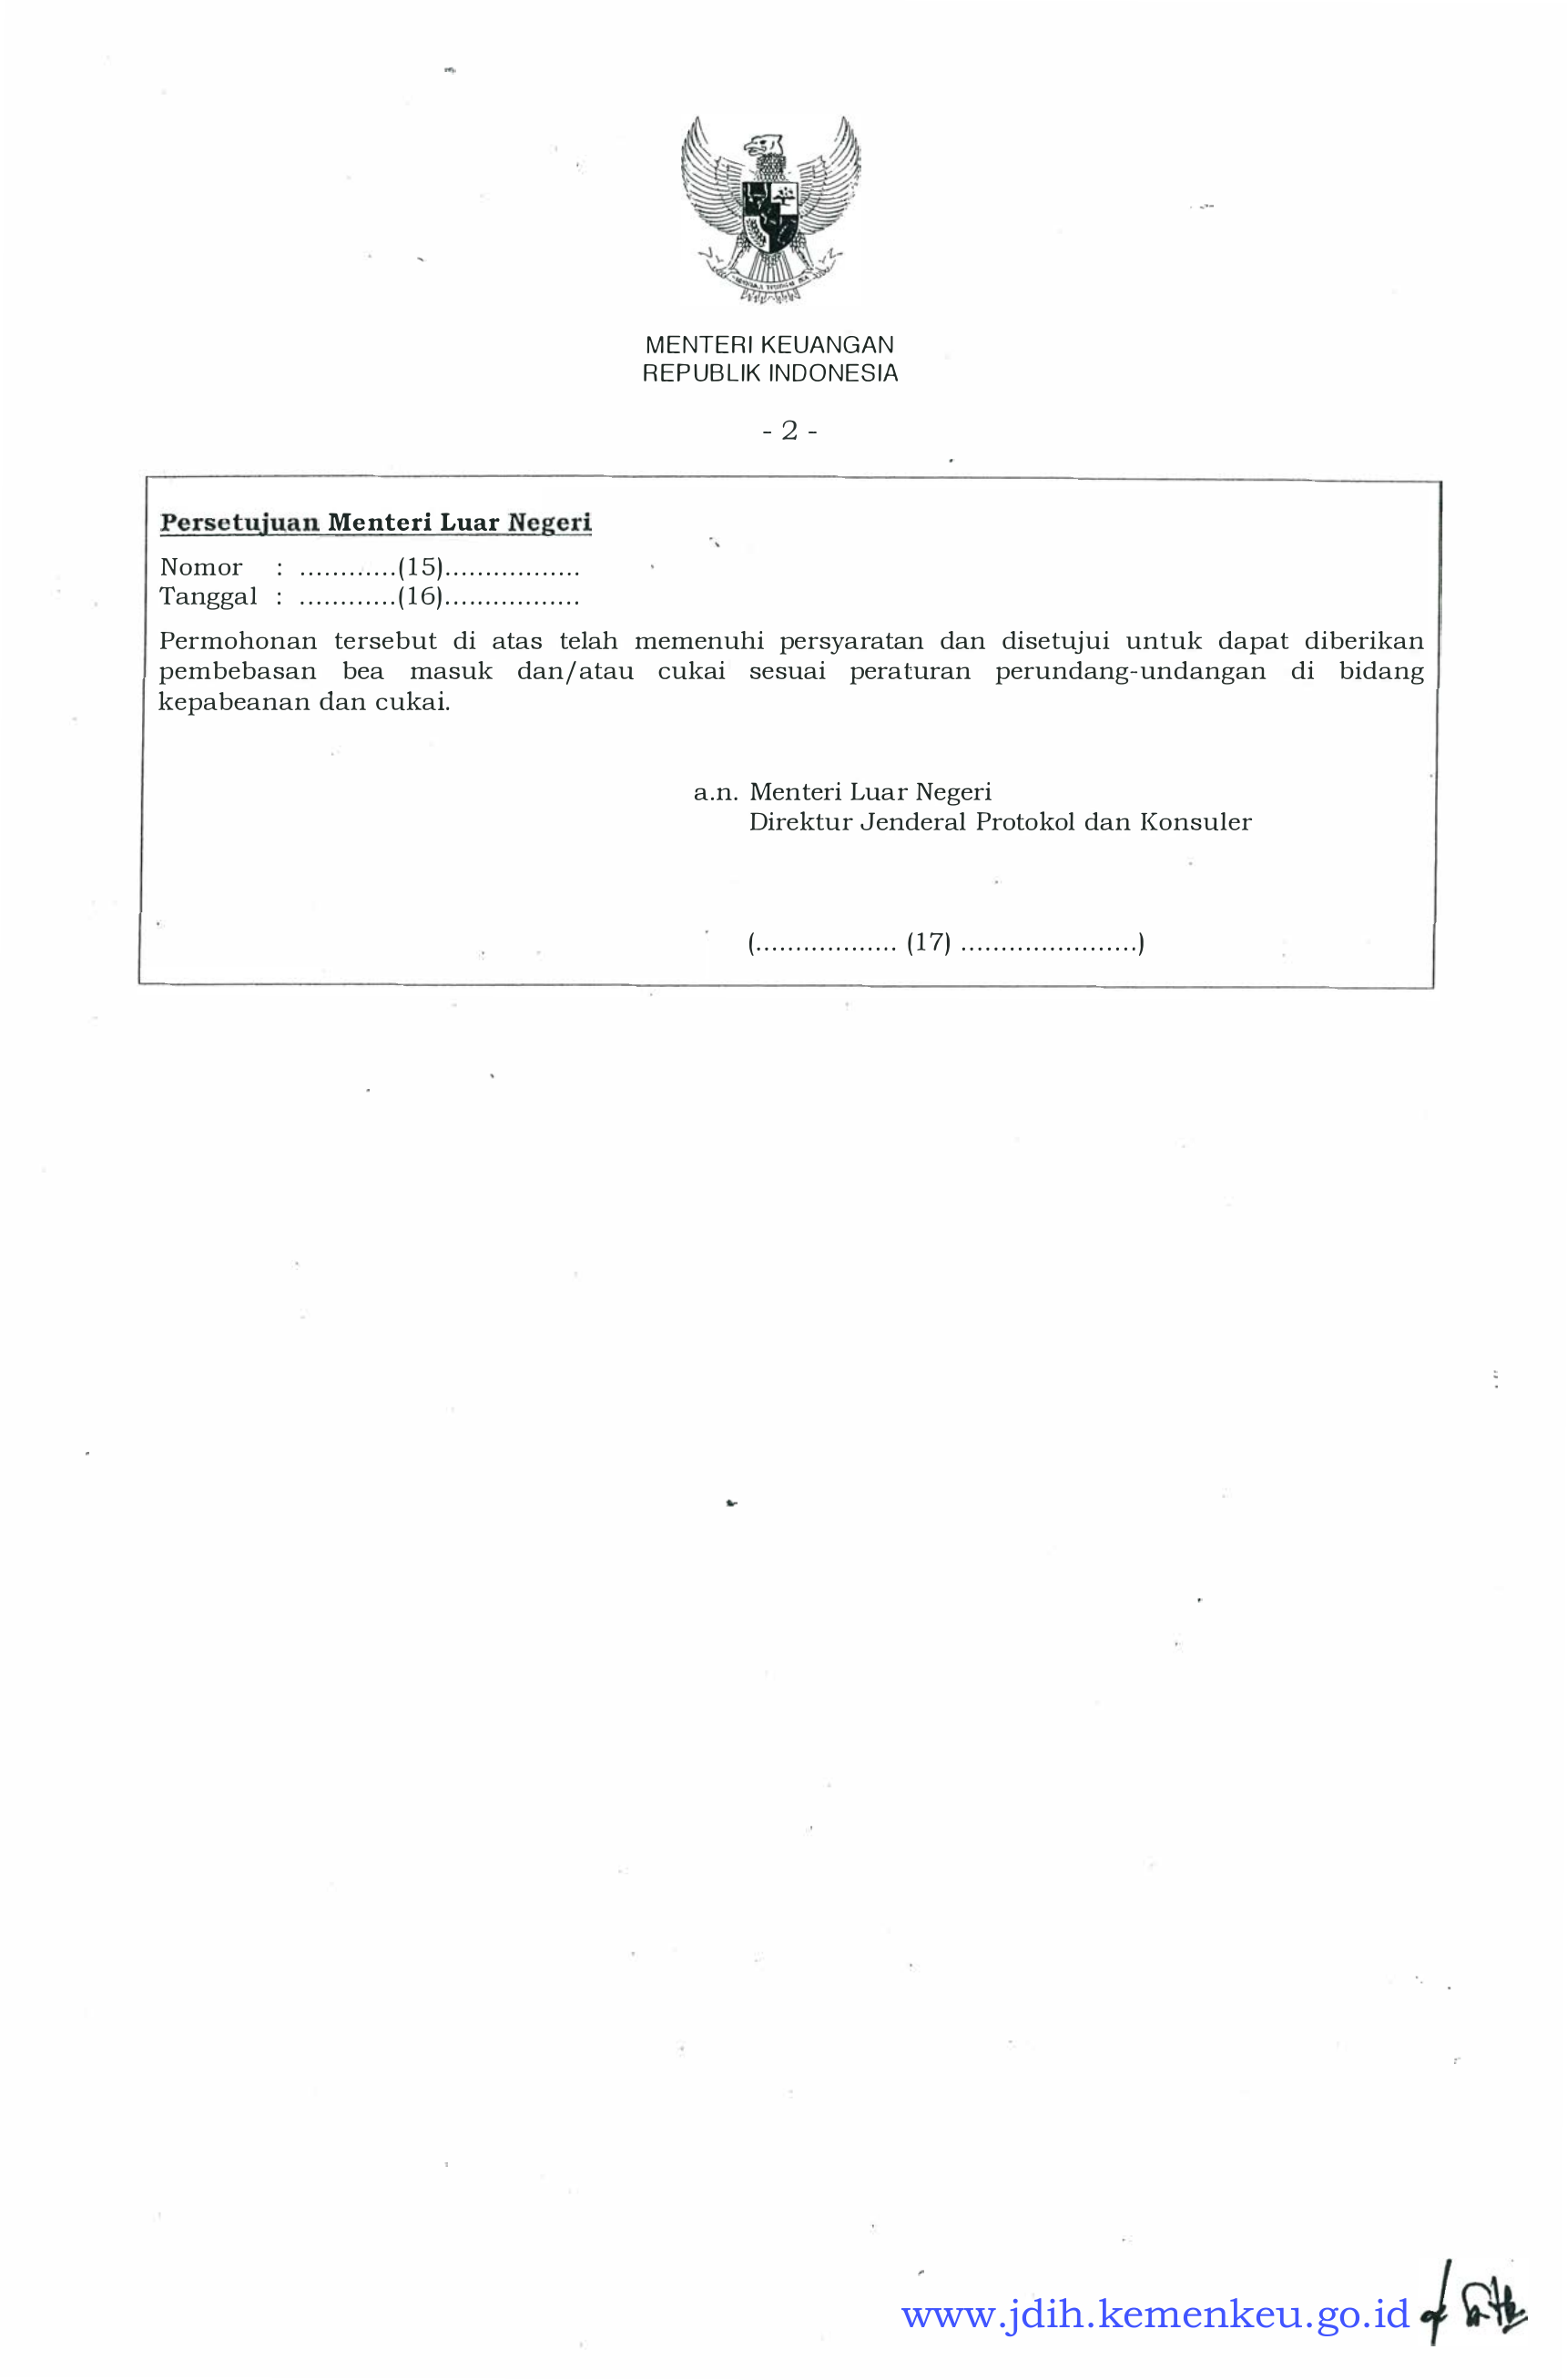 MENTERI KEUANGAN
REPUBLIK INDONESIA
- 2 -
Persetujuan Menteri Luar Negeri
Nomor : ............(15).................
Tanggal : ............(16).................
Permohonan tersebut di atas telah memenuhi persyaratan dan disetujui untuk dapat diberikan
pembebasan bea masuk dan/atau cukai sesuai peraturan perundang-undangan di bidang
kepabeanan dan cukai.
a.n. Menteri Luar Negeri
Direktur Jenderal Protokol dan Konsuler
(.................. (17) ......................)
www.jdih.kemenkeu.go.id